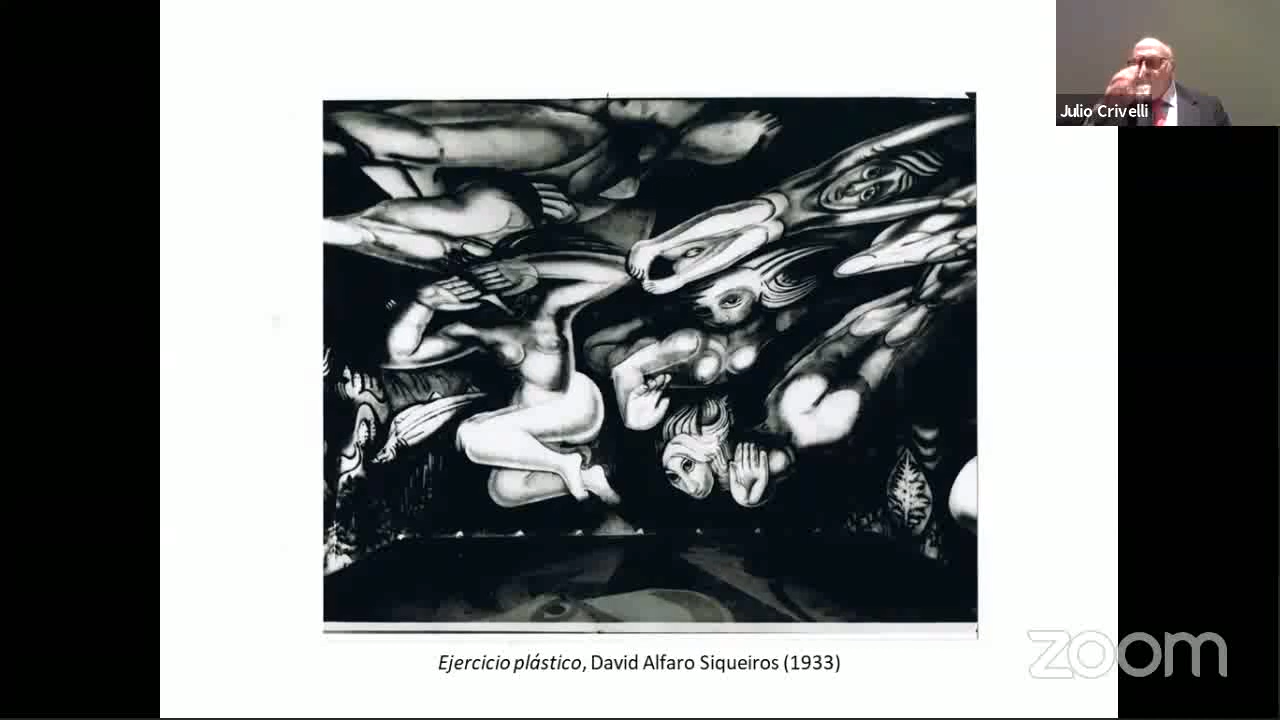 Julio Crivelli
Ejercicio plástico, David Alfaro Siqueiros (1933)
zoom